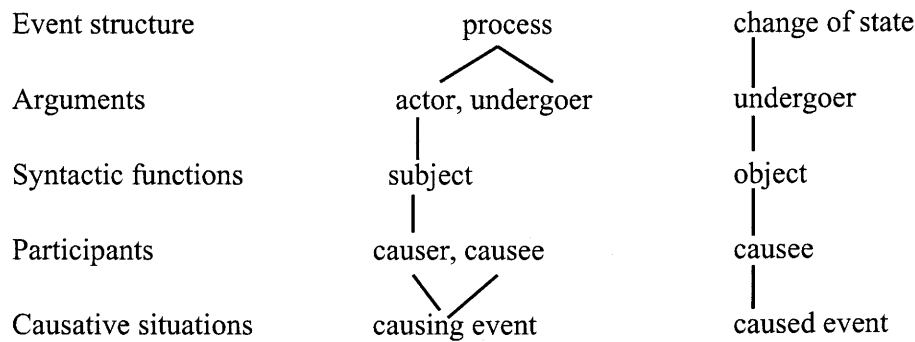 Event structure process change of state
Arguments actor, undergoer undergoer
Syntactic functions subject object
Participants causer, causee causee
Causative situations causing event caused event